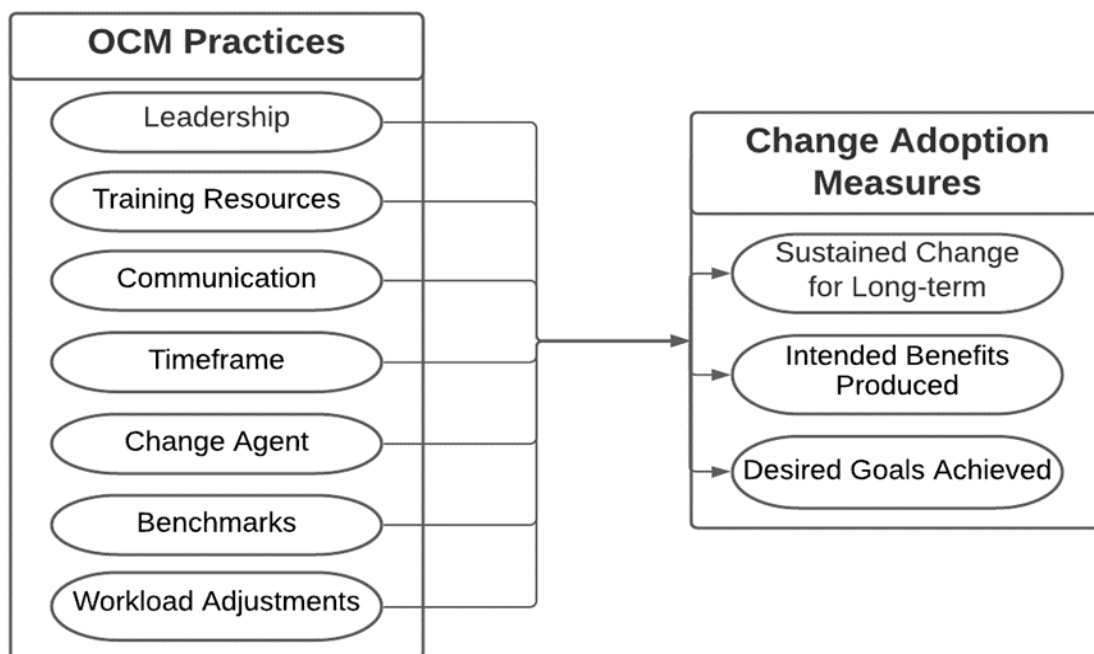 OCM Practices
Leadership
Training Resources
Communication
Timeframe
Change Agent
Benchmarks
Workload Adjustments
Change Adoption
Measures
Sustained Change
for Long-term
Intended Benefits
Produced
Desired Goals Achieved